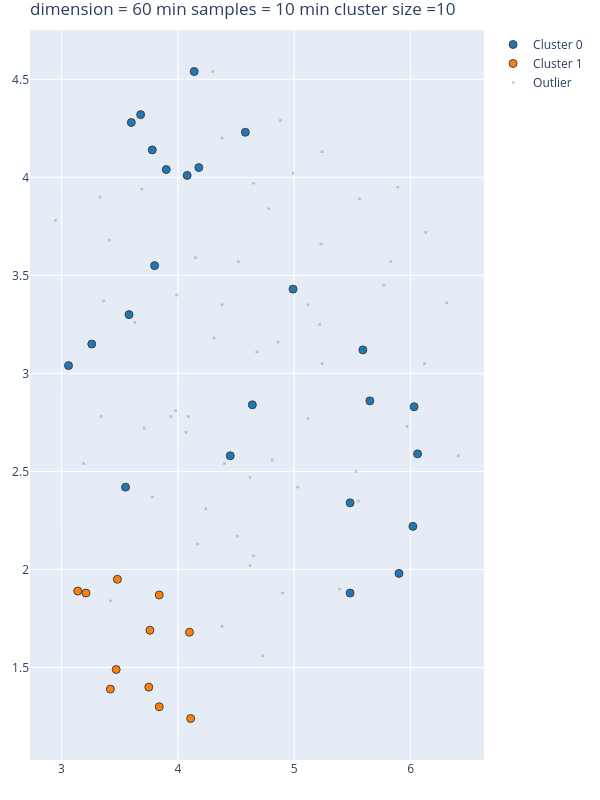 dimension = 60 min samples = 10 min cluster size =10
Cluster 0
Cluster 1
Outlier
4.5
4
3.5
3
2.5
2
1.5
3 4 5 6